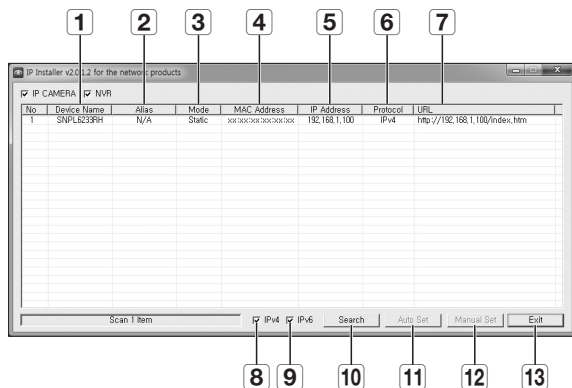 1 2 3 4 5 6 7
IP Installer v2.0.1.2 for the network products
IP CAMERA NVR
No Device Name Alias Mode MAC Address IP Address Protocol URL
1 SNPL6233RH N/A Static xx:xx:xx:xx:xx:xx 192,168,1,100 IPv4 http://192,168,1,100/index,htm
Scan 1 Item IPv4 IPv6 Search Auto Set Manual Set Exit
8 9 10 11 12 13